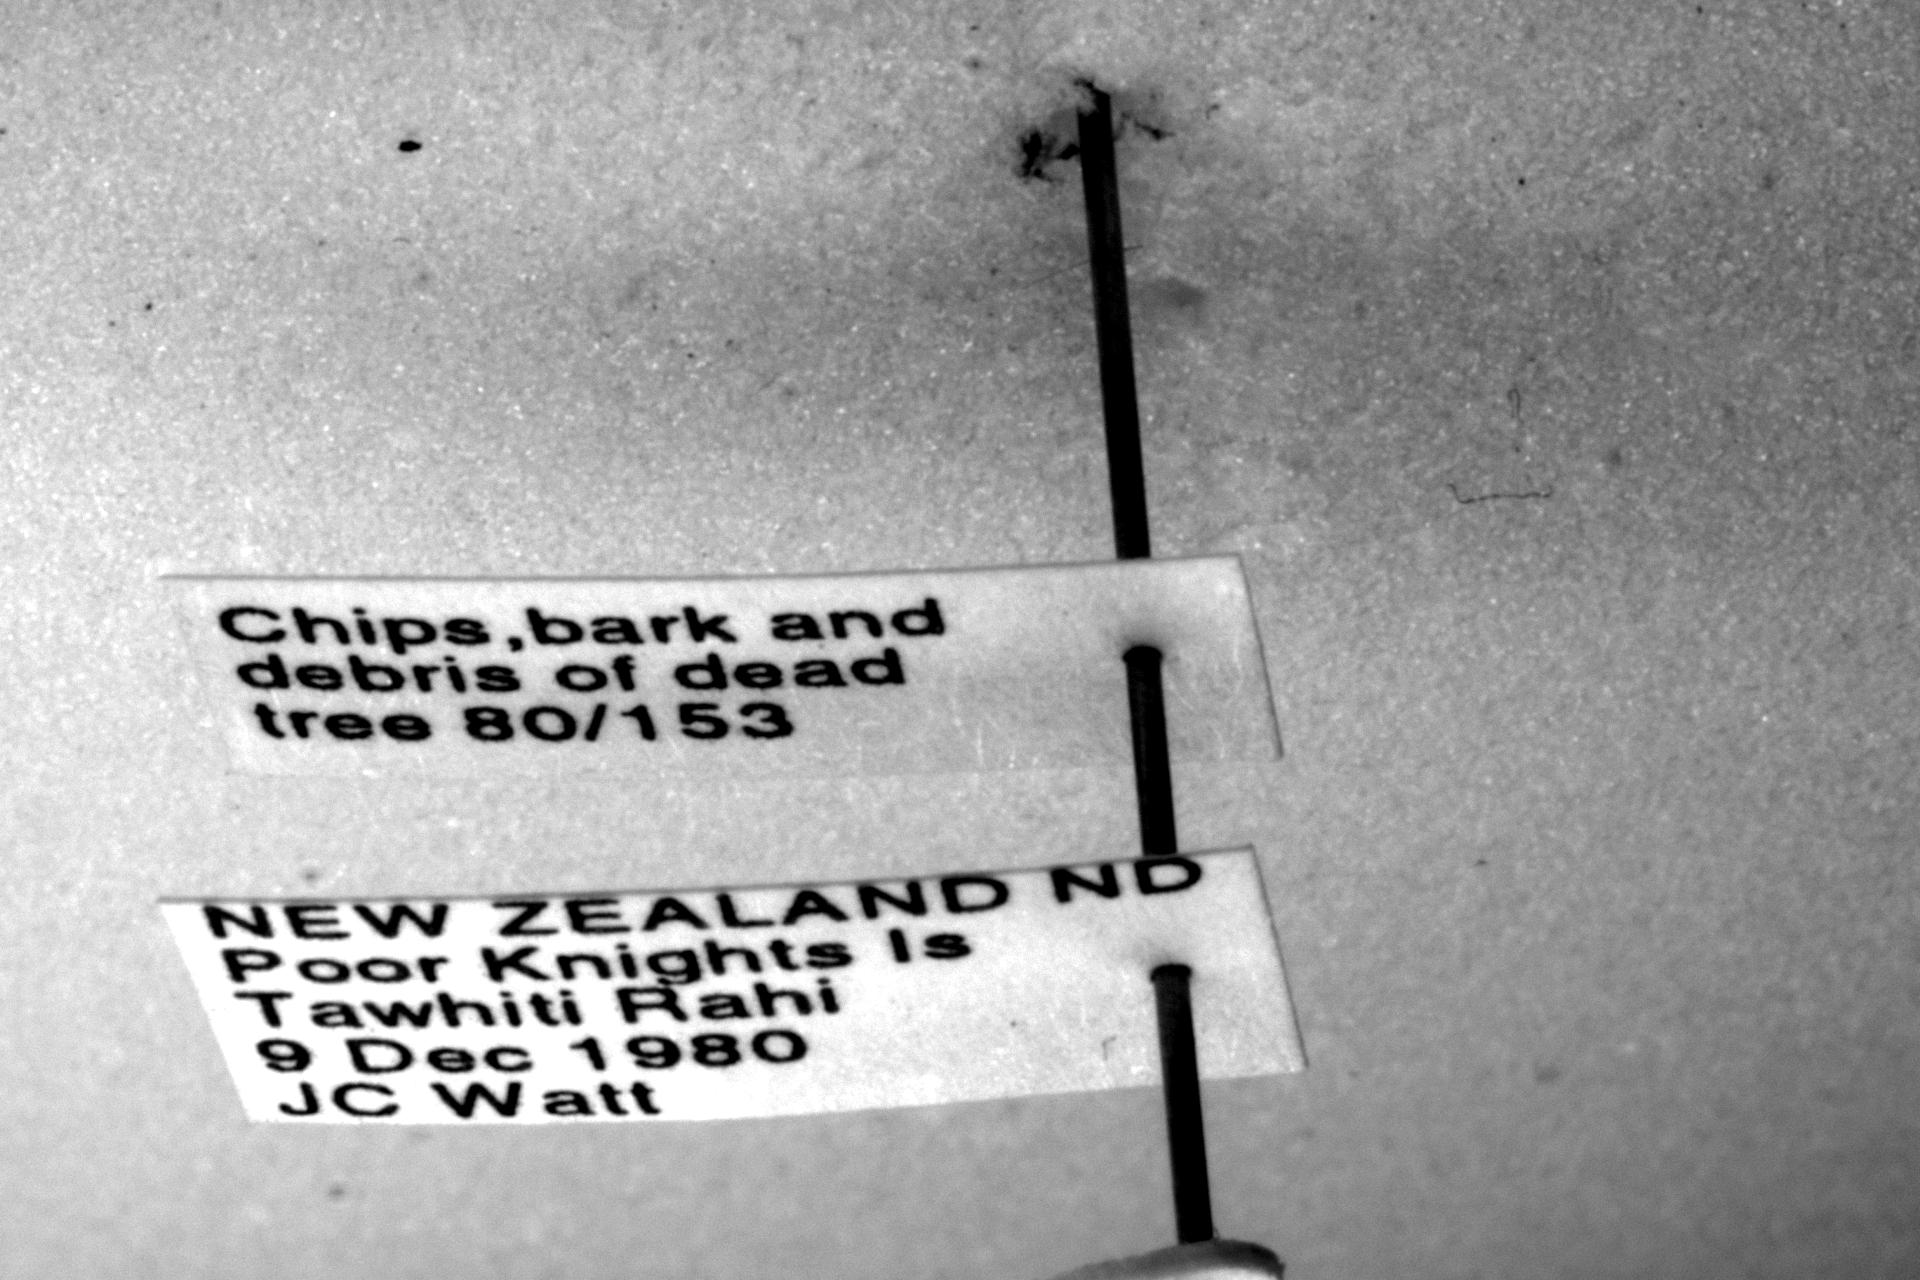 Chips,bark and
debris of dead
tree 80/153
NEW ZEALAND ND
Poor Knights Is
Tawhiti Rahi
9 Dec 1980
JC Watt